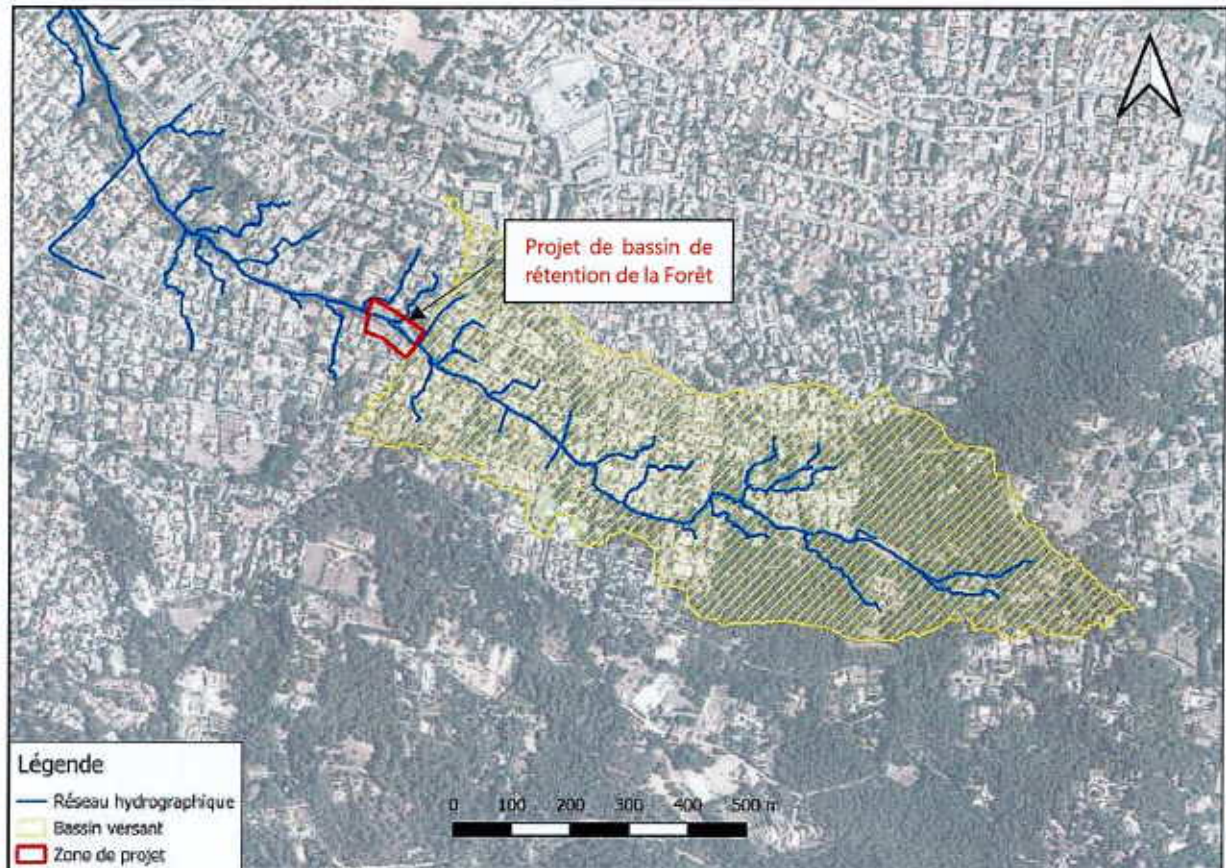 Projet de bassin de
rétention de la Forêt
Légende
Réseau hydrographique
Bassin versant
Zone de projet
0 100 200 300 400 500 m